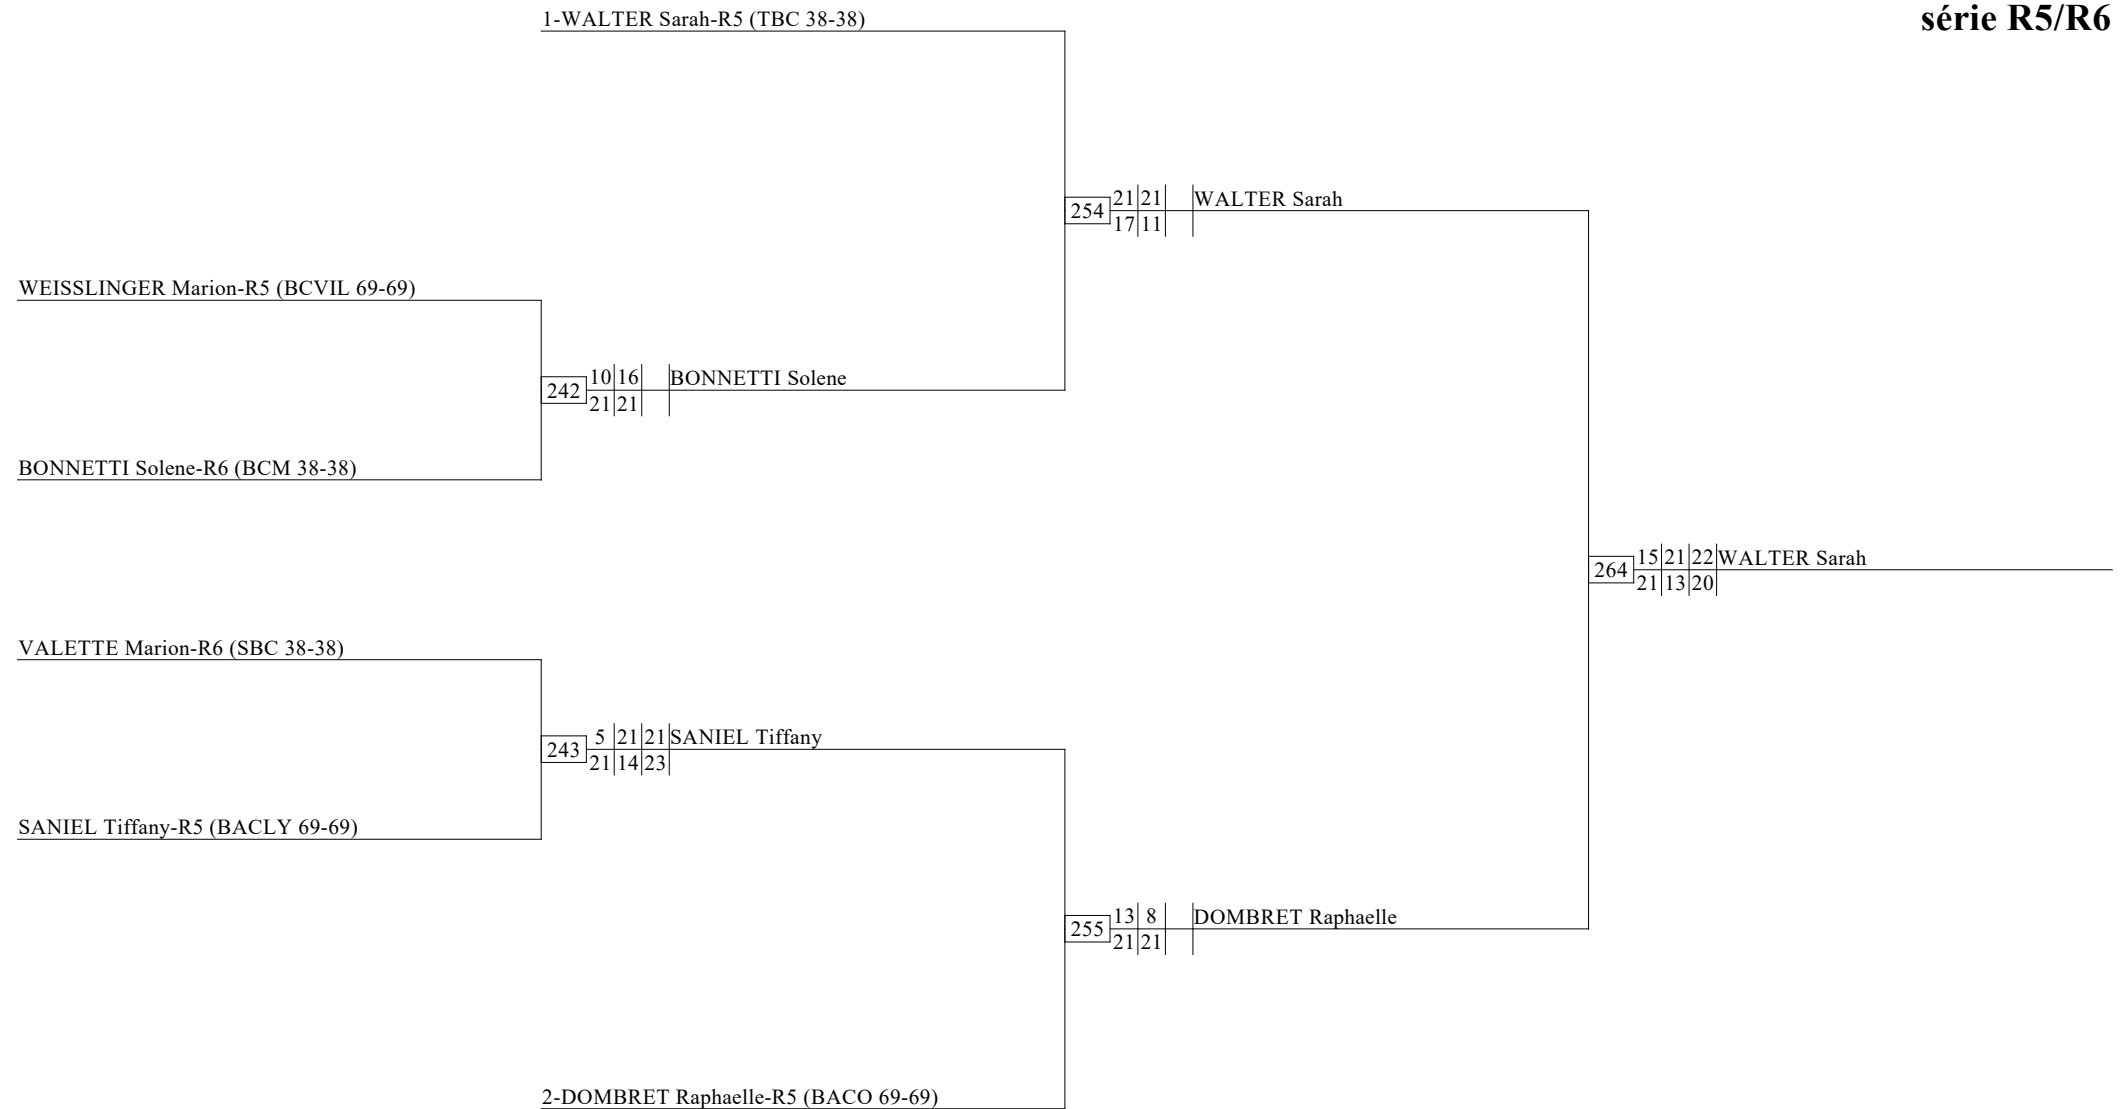 série R5/R6
1-WALTER Sarah-R5 (TBC 38-38)
254 21 21 WALTER Sarah
17 11
WEISSLINGER Marion-R5 (BCVIL 69-69)
242 10 16 BONNETTI Solene
21 21
BONNETTI Solene-R6 (BCM 38-38)
264 15 21 22 WALTER Sarah
21 13 20
VALETTE Marion-R6 (SBC 38-38)
243 5 21 21 SANIEL Tiffany
21 14 23
SANIEL Tiffany-R5 (BACLY 69-69)
255 13 8 DOMBRET Raphaelle
21 21
2-DOMBRET Raphaelle-R5 (BACO 69-69)